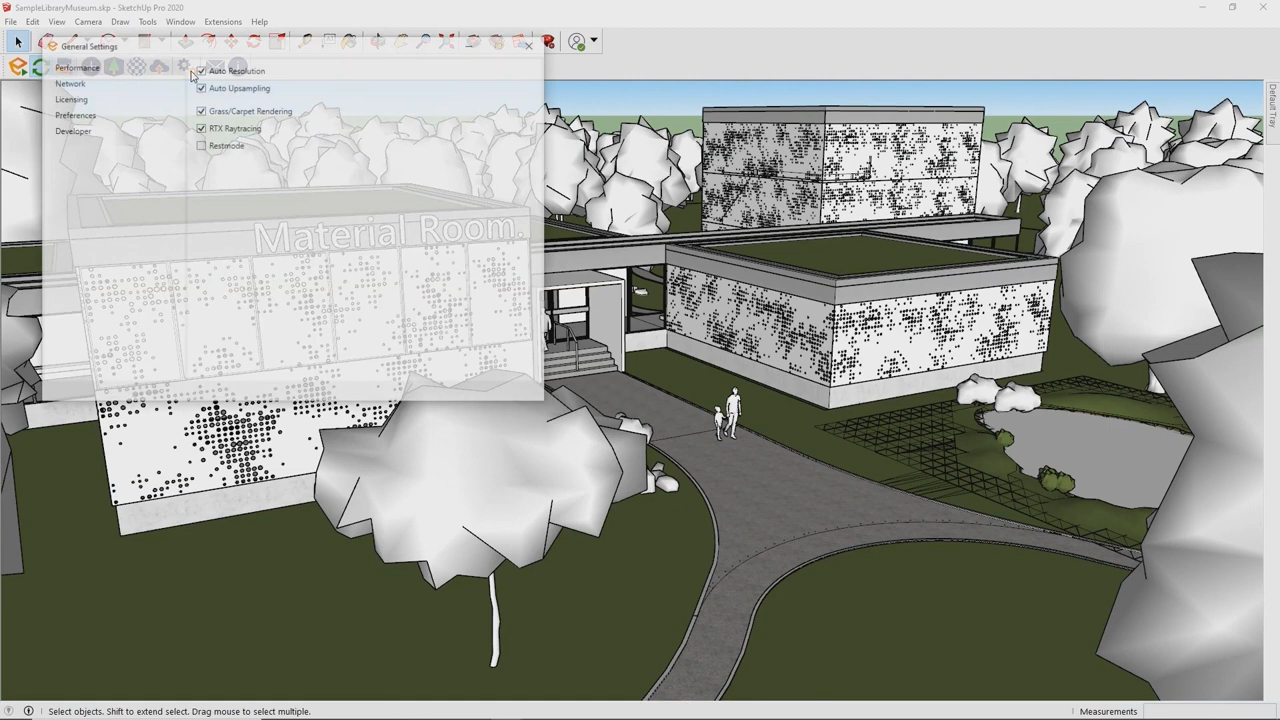 SampleLibraryMuseum.skp - SketchUp Pro 2020
File Edit View Camera Draw Tools Window Extensions Help
General Settings
Performance
Network
Licensing
Preferences
Developer
Auto Resolution
Auto Upsampling
Grass/Carpet Rendering
RTX Raytracing
Restmode
Material Room.
Default Tray
Select objects. Shift to extend select. Drag mouse to select multiple.
Measurements